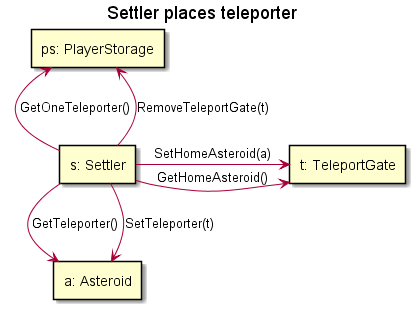 Settler places teleporter
ps: PlayerStorage
GetOneTeleporter()
RemoveTeleportGate(t)
SetHomeAsteroid(a)
s: Settler
t: TeleportGate
GetHomeAsteroid()
GetTeleporter()
SetTeleporter(t)
a: Asteroid